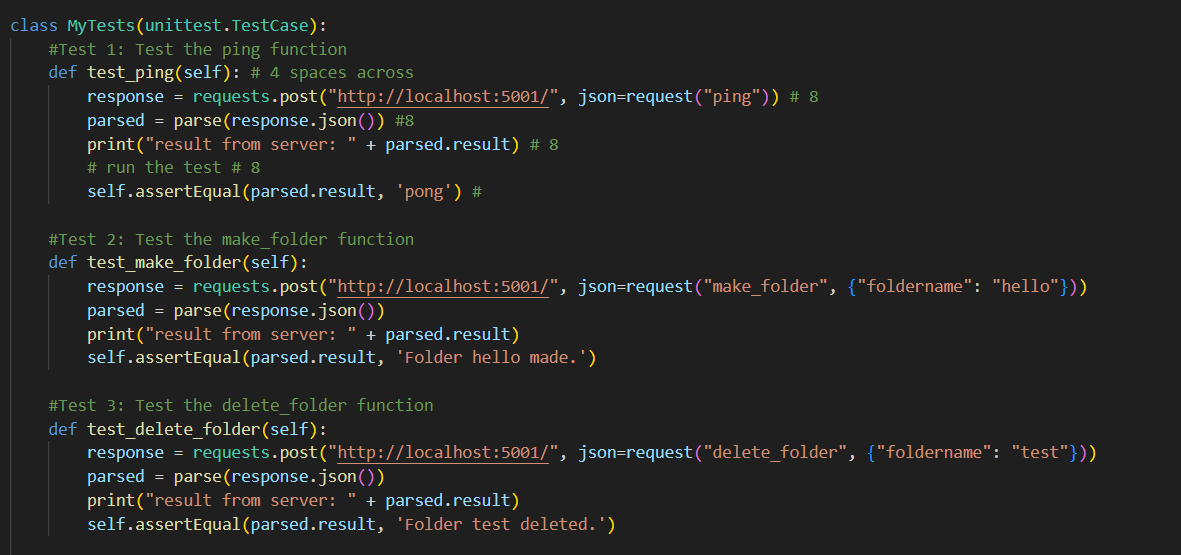 class MyTests(unittest.TestCase):
    #Test 1: Test the ping function
    def test_ping(self): # 4 spaces across
        response = requests.post("http://localhost:5001/", json=request("ping")) # 8
        parsed = parse(response.json()) #8
        print("result from server: " + parsed.result) # 8
        # run the test # 8
        self.assertEqual(parsed.result, 'pong') #

    #Test 2: Test the make_folder function
    def test_make_folder(self):
        response = requests.post("http://localhost:5001/", json=request("make_folder", {"foldername": "hello"}))
        parsed = parse(response.json())
        print("result from server: " + parsed.result)
        self.assertEqual(parsed.result, 'Folder hello made.')

    #Test 3: Test the delete_folder function
    def test_delete_folder(self):
        response = requests.post("http://localhost:5001/", json=request("delete_folder", {"foldername": "test"}))
        parsed = parse(response.json())
        print("result from server: " + parsed.result)
        self.assertEqual(parsed.result, 'Folder test deleted.')